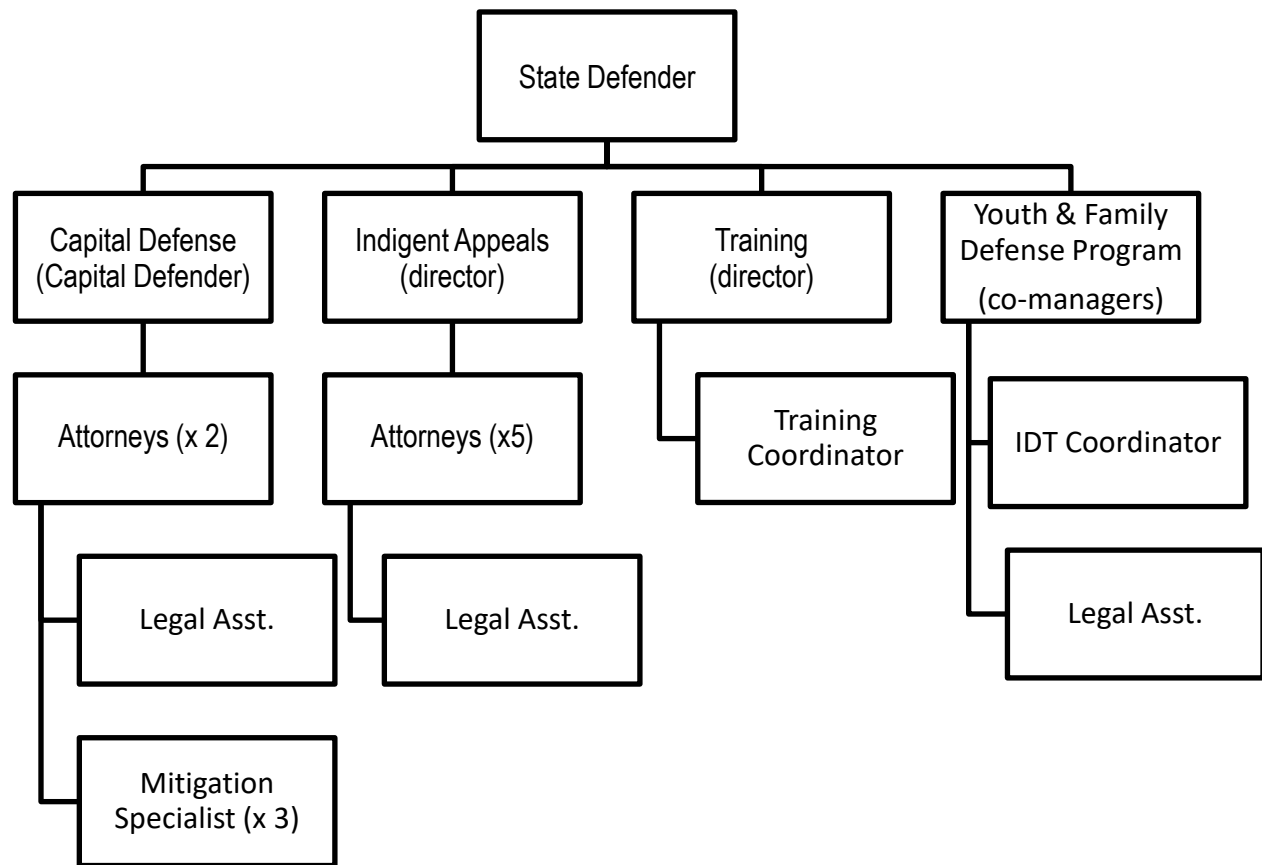 State Defender
Capital Defense
(Capital Defender)
Indigent Appeals
(director)
Training
(director)
Youth & Family
Defense Program
(co-managers)
Attorneys (x 2)
Attorneys (x5)
Training
Coordinator
IDT Coordinator
Legal Asst.
Legal Asst.
Legal Asst.
Mitigation
Specialist (x 3)